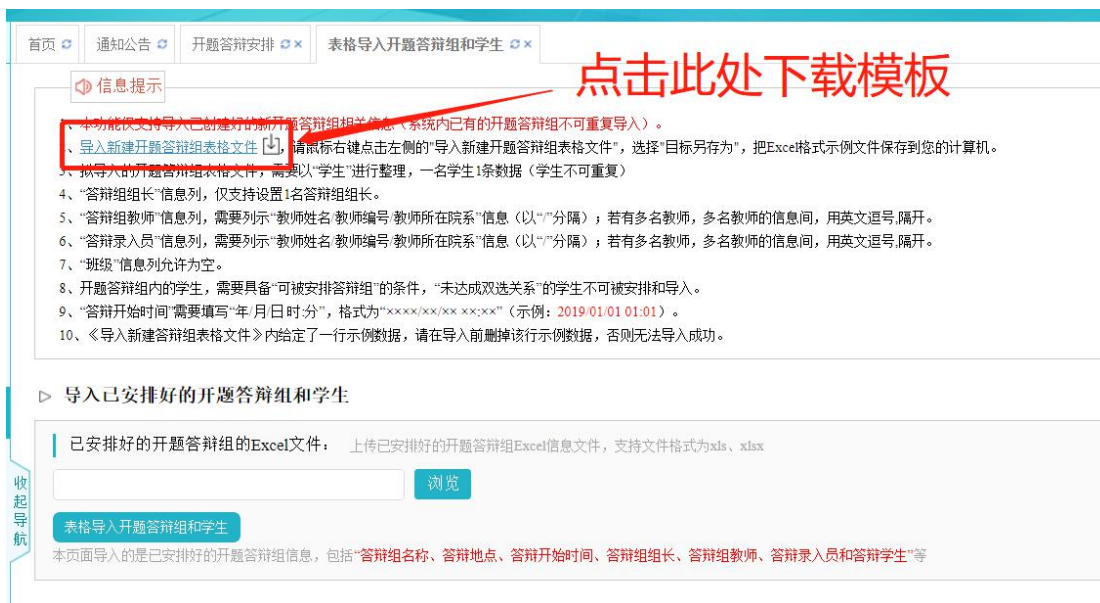 首页 通知公告 开题答辩安排 × 表格导入开题答辩组和学生 ×
点击此处下载模板
信息提示
、本功能仅支持导入已创建好的新开题答辩组相关信息（系统内已有的开题答辩组不可重复导入）。
、导入新建开题答辩组表格文件 ，请鼠标右键点击左侧的"导入新建开题答辩组表格文件"，选择"目标另存为"，把Excel格式示例文件保存到您的计算机。
、拟导入的开题答辩组表格文件，需要以“学生”进行整理，一名学生1条数据（学生不可重复）
4、“答辩组组长”信息列，仅支持设置1名答辩组组长。
5、“答辩组教师”信息列，需要列示“教师姓名/教师编号/教师所在院系”信息（以“/”分隔）；若有多名教师，多名教师的信息间，用英文逗号,隔开。
6、“答辩录入员”信息列，需要列示“教师姓名/教师编号/教师所在院系”信息（以“/”分隔）；若有多名教师，多名教师的信息间，用英文逗号,隔开。
7、“班级”信息列允许为空。
8、开题答辩组内的学生，需要具备“可被安排答辩组”的条件，“未达成双选关系”的学生不可被安排和导入。
9、“答辩开始时间”需要填写“年/月/日 时:分”，格式为“××××/××/×× ××:××”（示例：2019/01/01 01:01）。
10、《导入新建答辩组表格文件》内给定了一行示例数据，请在导入前删掉该行示例数据，否则无法导入成功。
导入已安排好的开题答辩组和学生
已安排好的开题答辩组的Excel文件： 上传已安排好的开题答辩组Excel信息文件，支持文件格式为xls、xlsx
浏览
收起导航
表格导入开题答辩组和学生
本页面导入的是已安排好的开题答辩组信息，包括“答辩组名称、答辩地点、答辩开始时间、答辩组组长、答辩组教师、答辩录入员和答辩学生”等